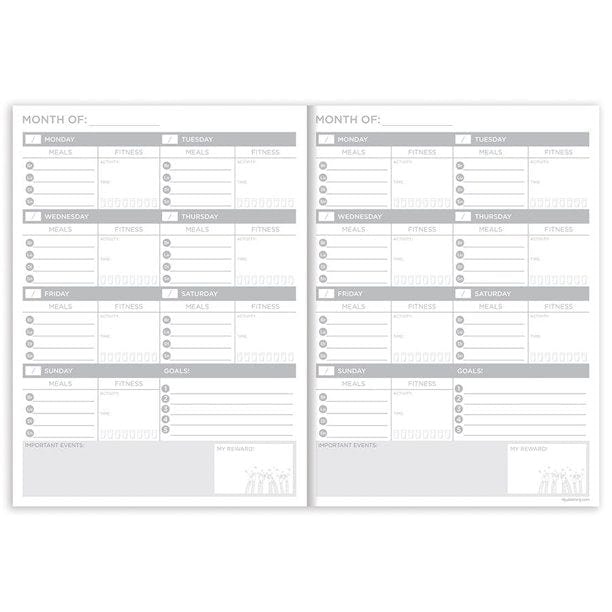 MONTH OF:
/ MONDAY / TUESDAY
MEALS FITNESS MEALS FITNESS
ACTIVITY: ACTIVITY:
TIME: TIME:
/ WEDNESDAY / THURSDAY
MEALS FITNESS MEALS FITNESS
ACTIVITY: ACTIVITY:
TIME: TIME:
/ FRIDAY / SATURDAY
MEALS FITNESS MEALS FITNESS
ACTIVITY: ACTIVITY:
TIME: TIME:
/ SUNDAY GOALS!
MEALS FITNESS
ACTIVITY:
TIME:
1
2
3
4
5
IMPORTANT EVENTS:
MY REWARD!
MONTH OF:
/ MONDAY / TUESDAY
MEALS FITNESS MEALS FITNESS
ACTIVITY: ACTIVITY:
TIME: TIME:
/ WEDNESDAY / THURSDAY
MEALS FITNESS MEALS FITNESS
ACTIVITY: ACTIVITY:
TIME: TIME:
/ FRIDAY / SATURDAY
MEALS FITNESS MEALS FITNESS
ACTIVITY: ACTIVITY:
TIME: TIME:
/ SUNDAY GOALS!
MEALS FITNESS
ACTIVITY:
TIME:
1
2
3
4
5
IMPORTANT EVENTS:
MY REWARD!